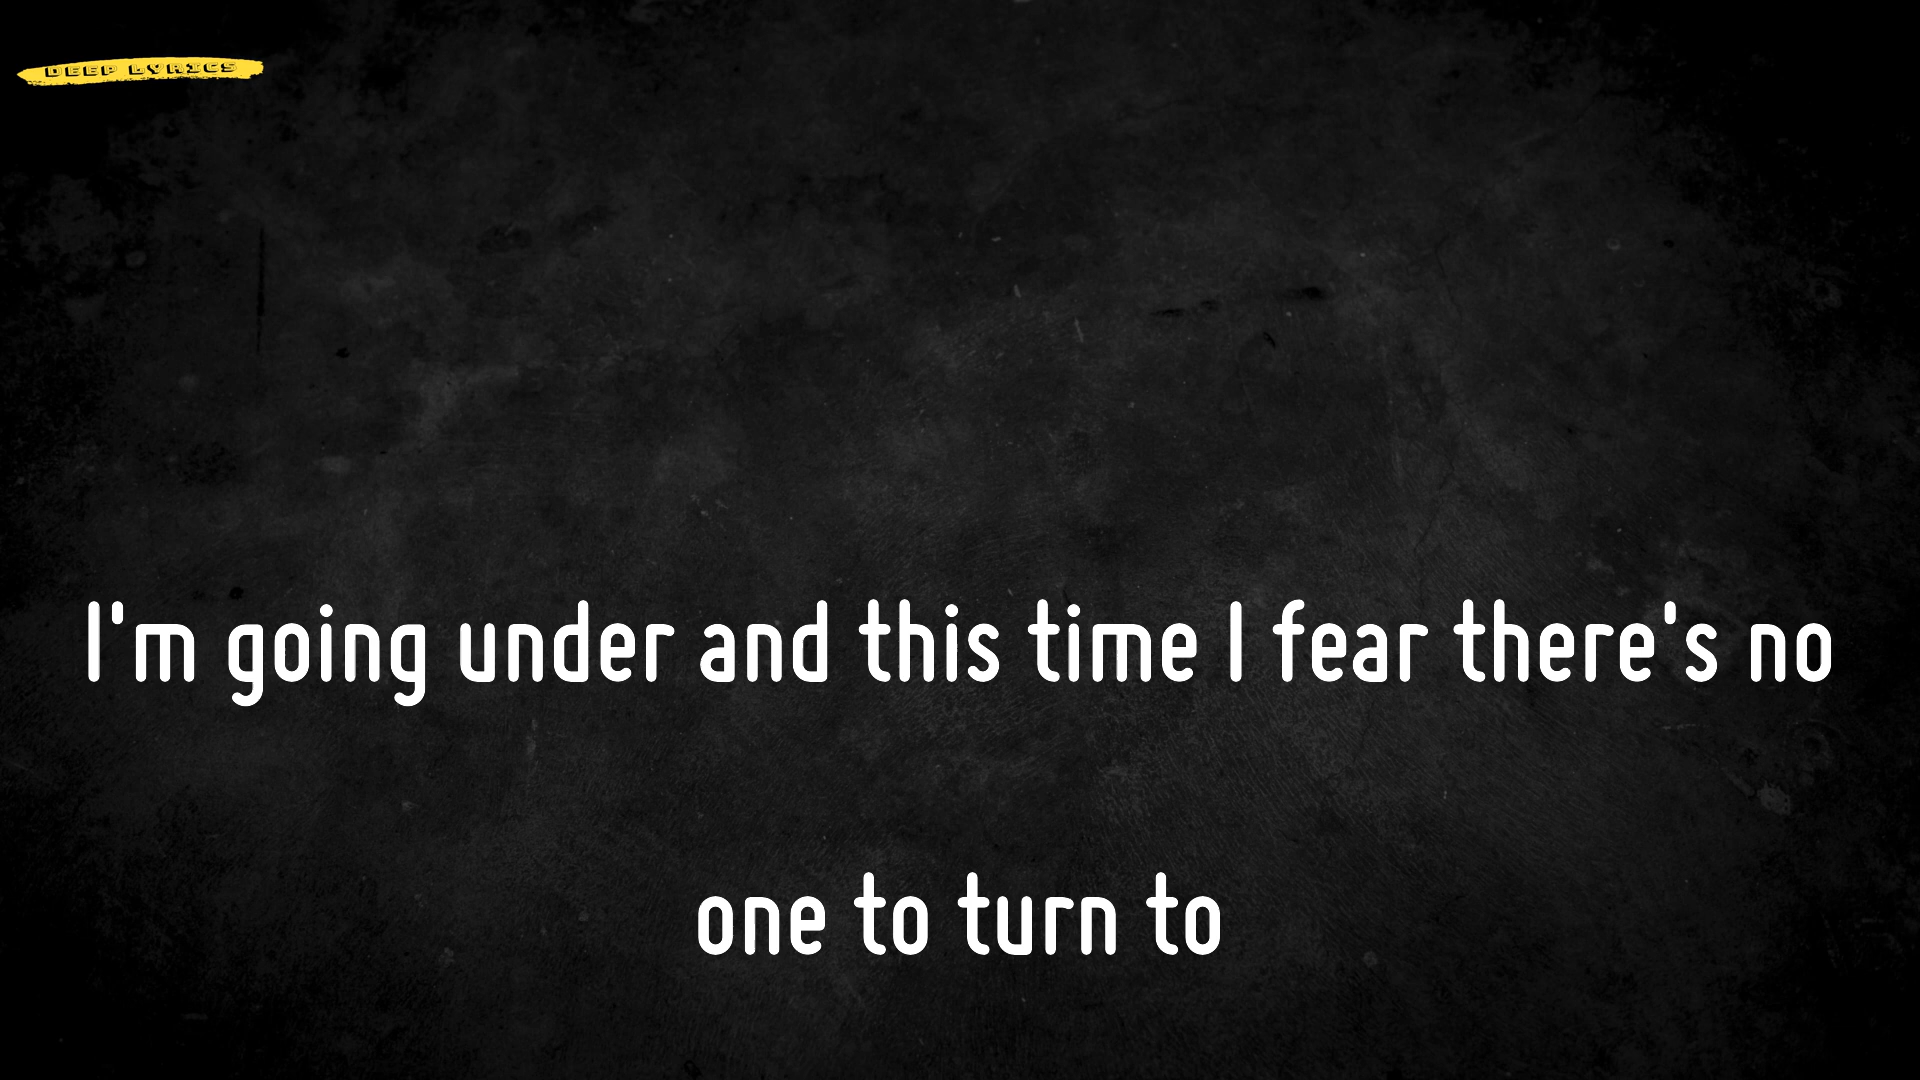 DEEP LYRICS
I'm going under and this time I fear there's no
one to turn to